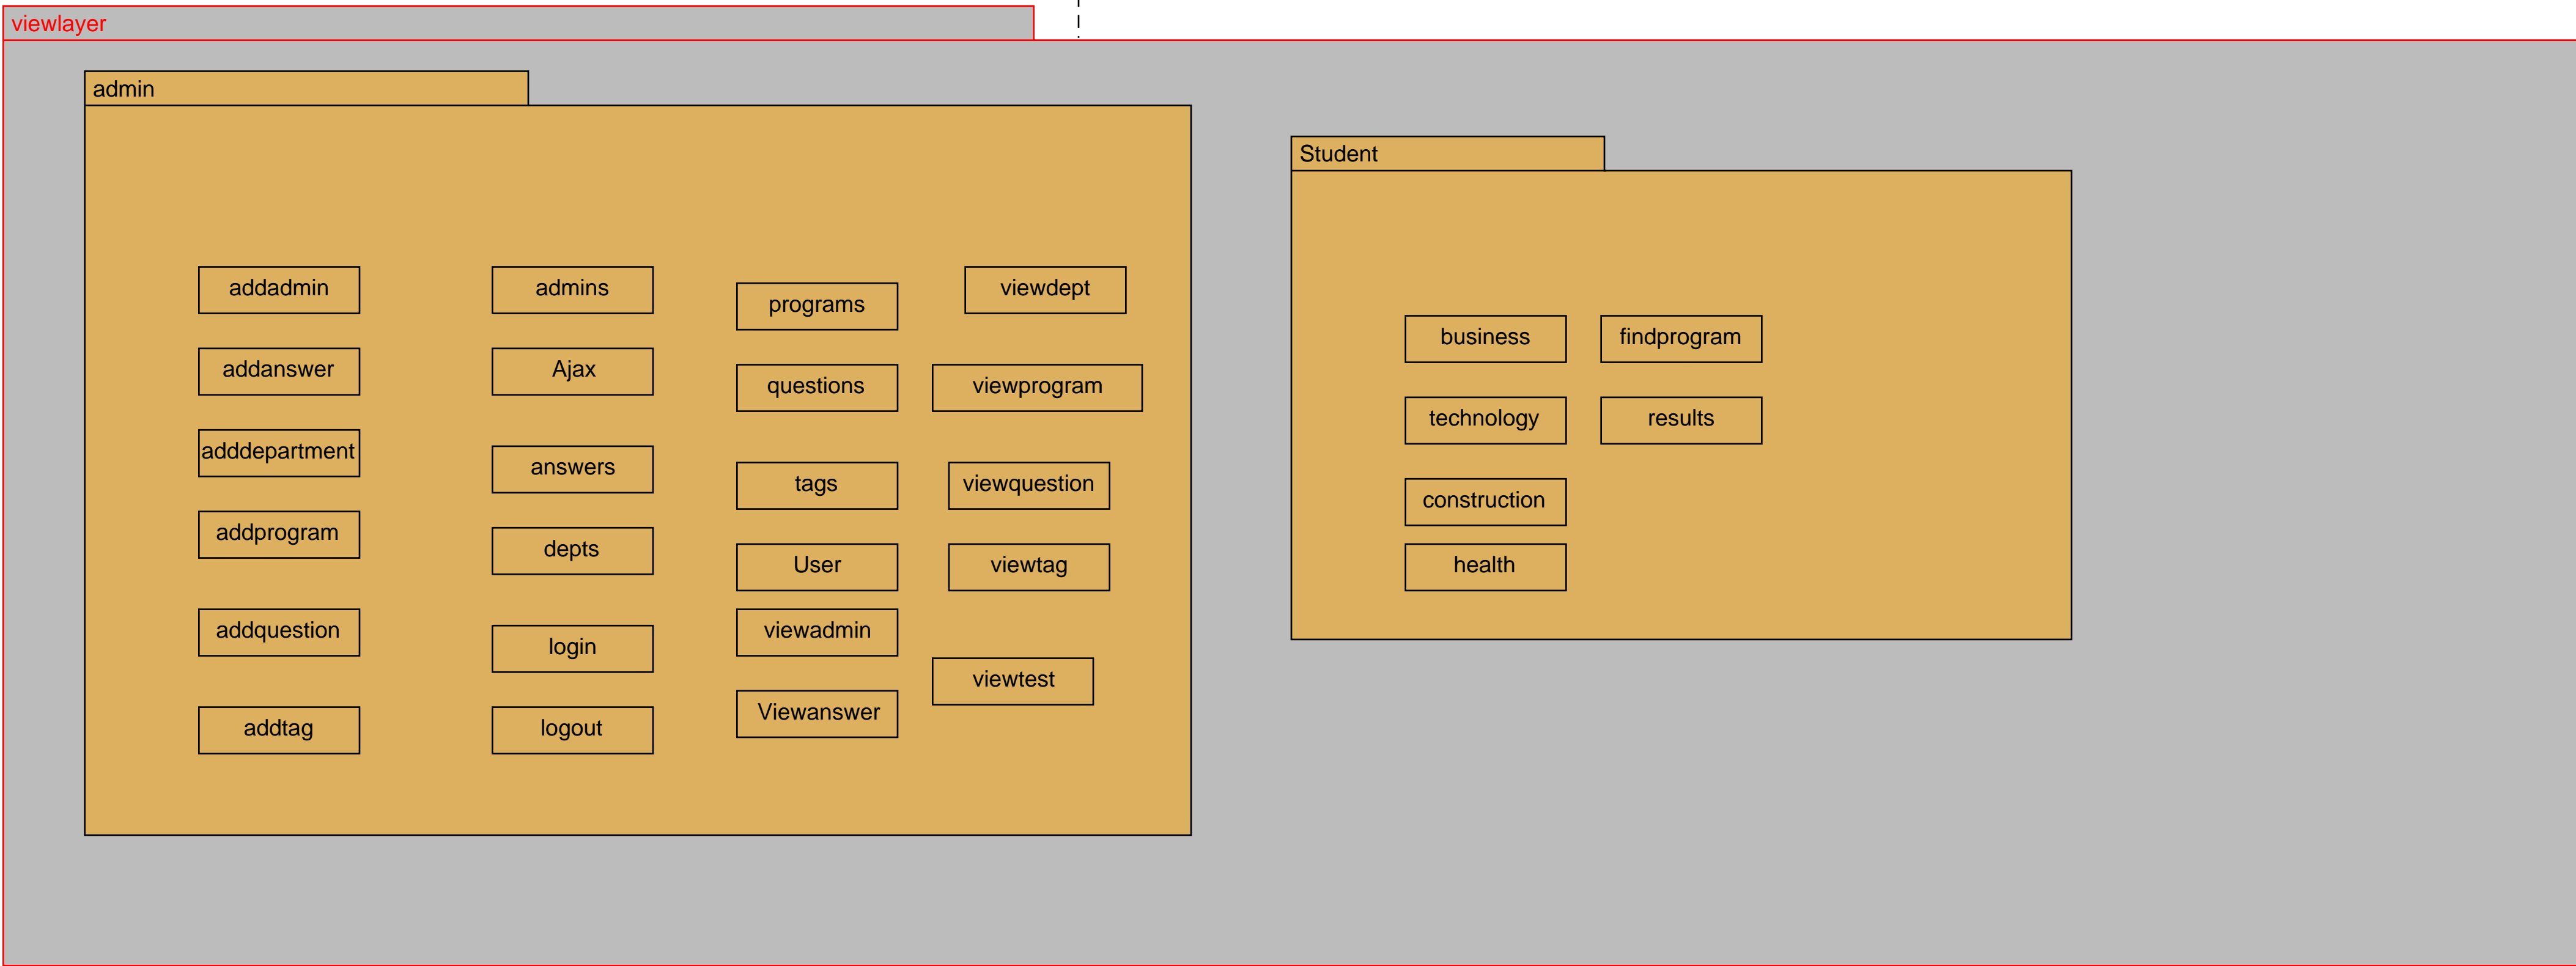 viewlayer
admin
addadmin
addanswer
adddepartment
addprogram
addquestion
addtag
admins
Ajax
answers
depts
login
logout
programs
questions
tags
User
viewadmin
Viewanswer
viewdept
viewprogram
viewquestion
viewtag
viewtest
Student
business
technology
construction
health
findprogram
results